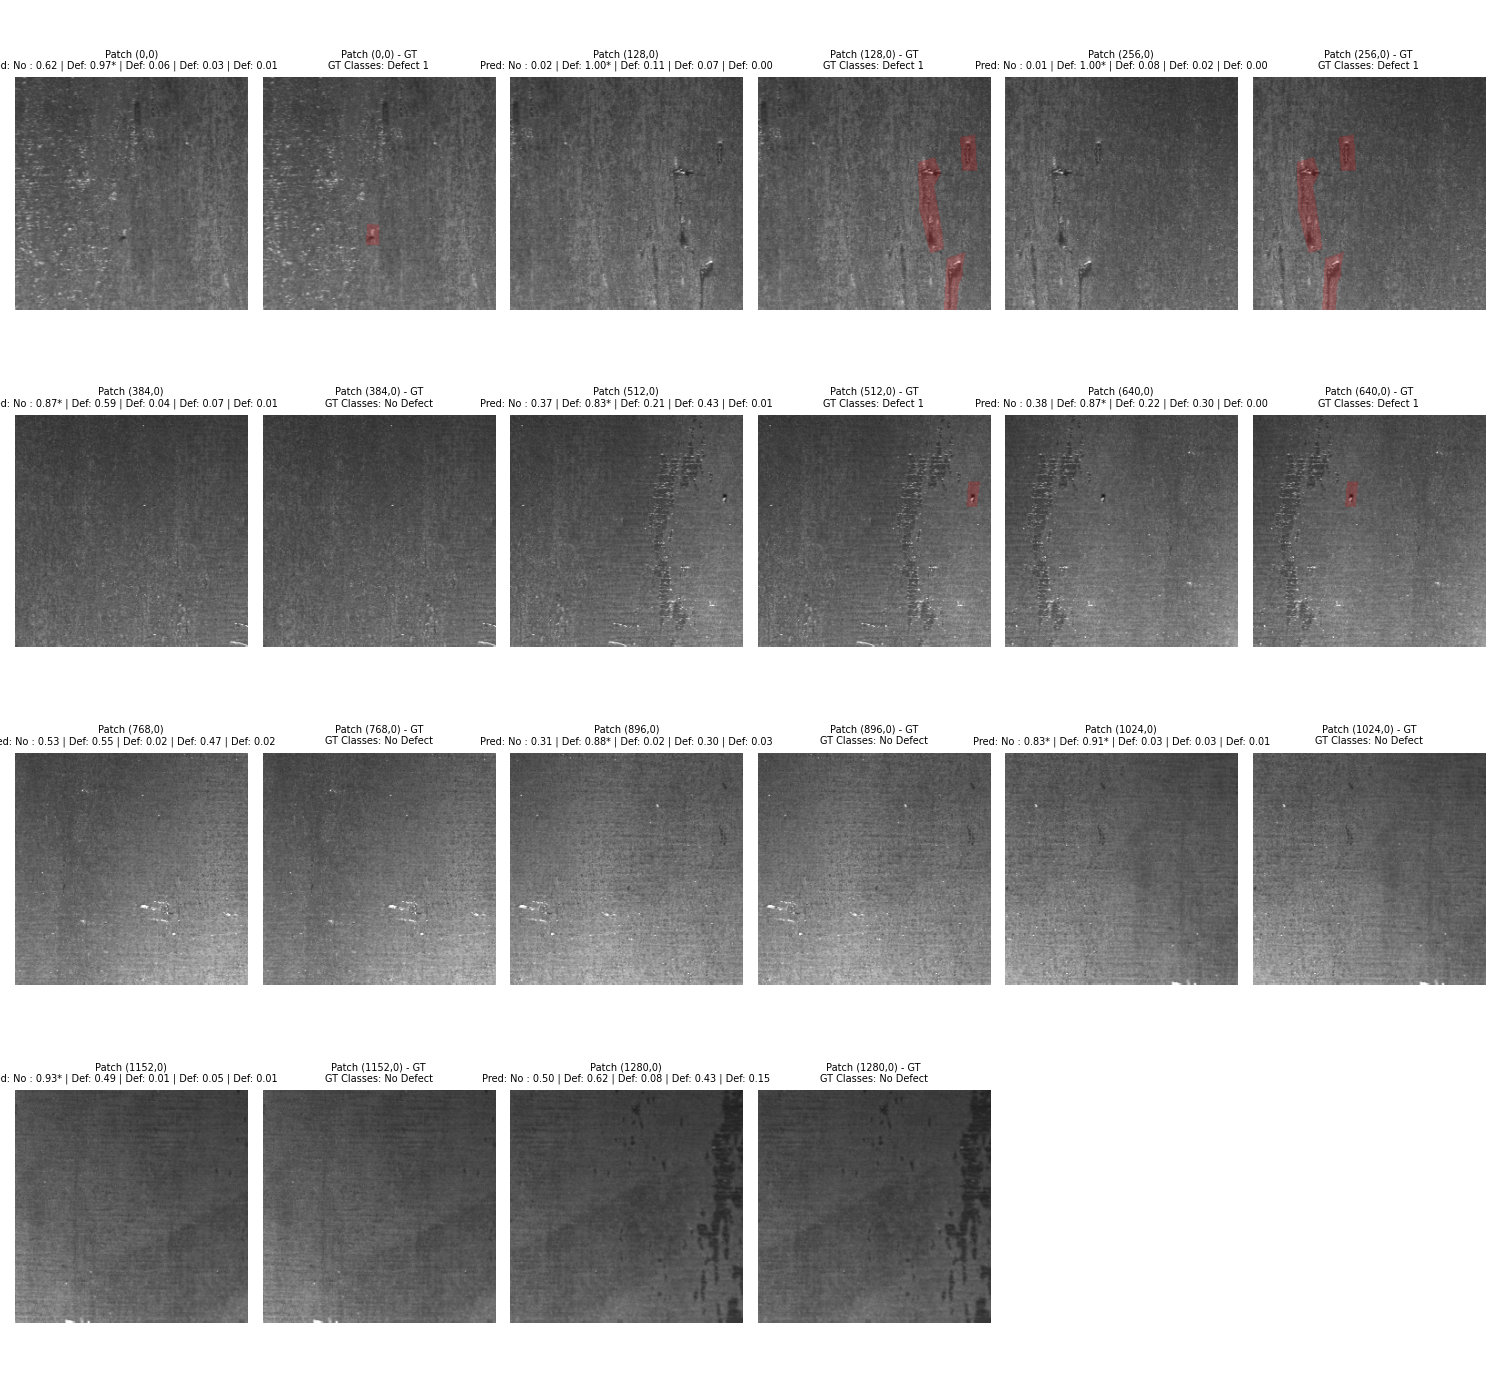 Patch (0,0)
d: No : 0.62 | Def: 0.97* | Def: 0.06 | Def: 0.03 | Def: 0.01
Patch (0,0) - GT
GT Classes: Defect 1
Patch (128,0)
Pred: No : 0.02 | Def: 1.00* | Def: 0.11 | Def: 0.07 | Def: 0.00
Patch (128,0) - GT
GT Classes: Defect 1
Patch (256,0)
Pred: No : 0.01 | Def: 1.00* | Def: 0.08 | Def: 0.02 | Def: 0.00
Patch (256,0) - GT
GT Classes: Defect 1
Patch (384,0)
d: No : 0.87* | Def: 0.59 | Def: 0.04 | Def: 0.07 | Def: 0.01
Patch (384,0) - GT
GT Classes: No Defect
Patch (512,0)
Pred: No : 0.37 | Def: 0.83* | Def: 0.21 | Def: 0.43 | Def: 0.01
Patch (512,0) - GT
GT Classes: Defect 1
Patch (640,0)
Pred: No : 0.38 | Def: 0.87* | Def: 0.22 | Def: 0.30 | Def: 0.00
Patch (640,0) - GT
GT Classes: Defect 1
Patch (768,0)
ed: No : 0.53 | Def: 0.55 | Def: 0.02 | Def: 0.47 | Def: 0.02
Patch (768,0) - GT
GT Classes: No Defect
Patch (896,0)
Pred: No : 0.31 | Def: 0.88* | Def: 0.02 | Def: 0.30 | Def: 0.03
Patch (896,0) - GT
GT Classes: No Defect
Patch (1024,0)
Pred: No : 0.83* | Def: 0.91* | Def: 0.03 | Def: 0.03 | Def: 0.01
Patch (1024,0) - GT
GT Classes: No Defect
Patch (1152,0)
d: No : 0.93* | Def: 0.49 | Def: 0.01 | Def: 0.05 | Def: 0.01
Patch (1152,0) - GT
GT Classes: No Defect
Patch (1280,0)
Pred: No : 0.50 | Def: 0.62 | Def: 0.08 | Def: 0.43 | Def: 0.15
Patch (1280,0) - GT
GT Classes: No Defect